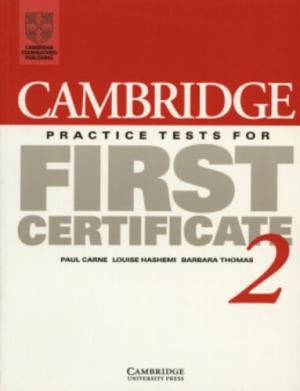 CAMBRIDGE
EXAMINATIONS
PUBLISHING
CAMBRIDGE
PRACTICE TESTS FOR
FIRST
CERTIFICATE
PAUL CARNE LOUISE HASHEMI BARBARA THOMAS
2
CAMBRIDGE
UNIVERSITY PRESS